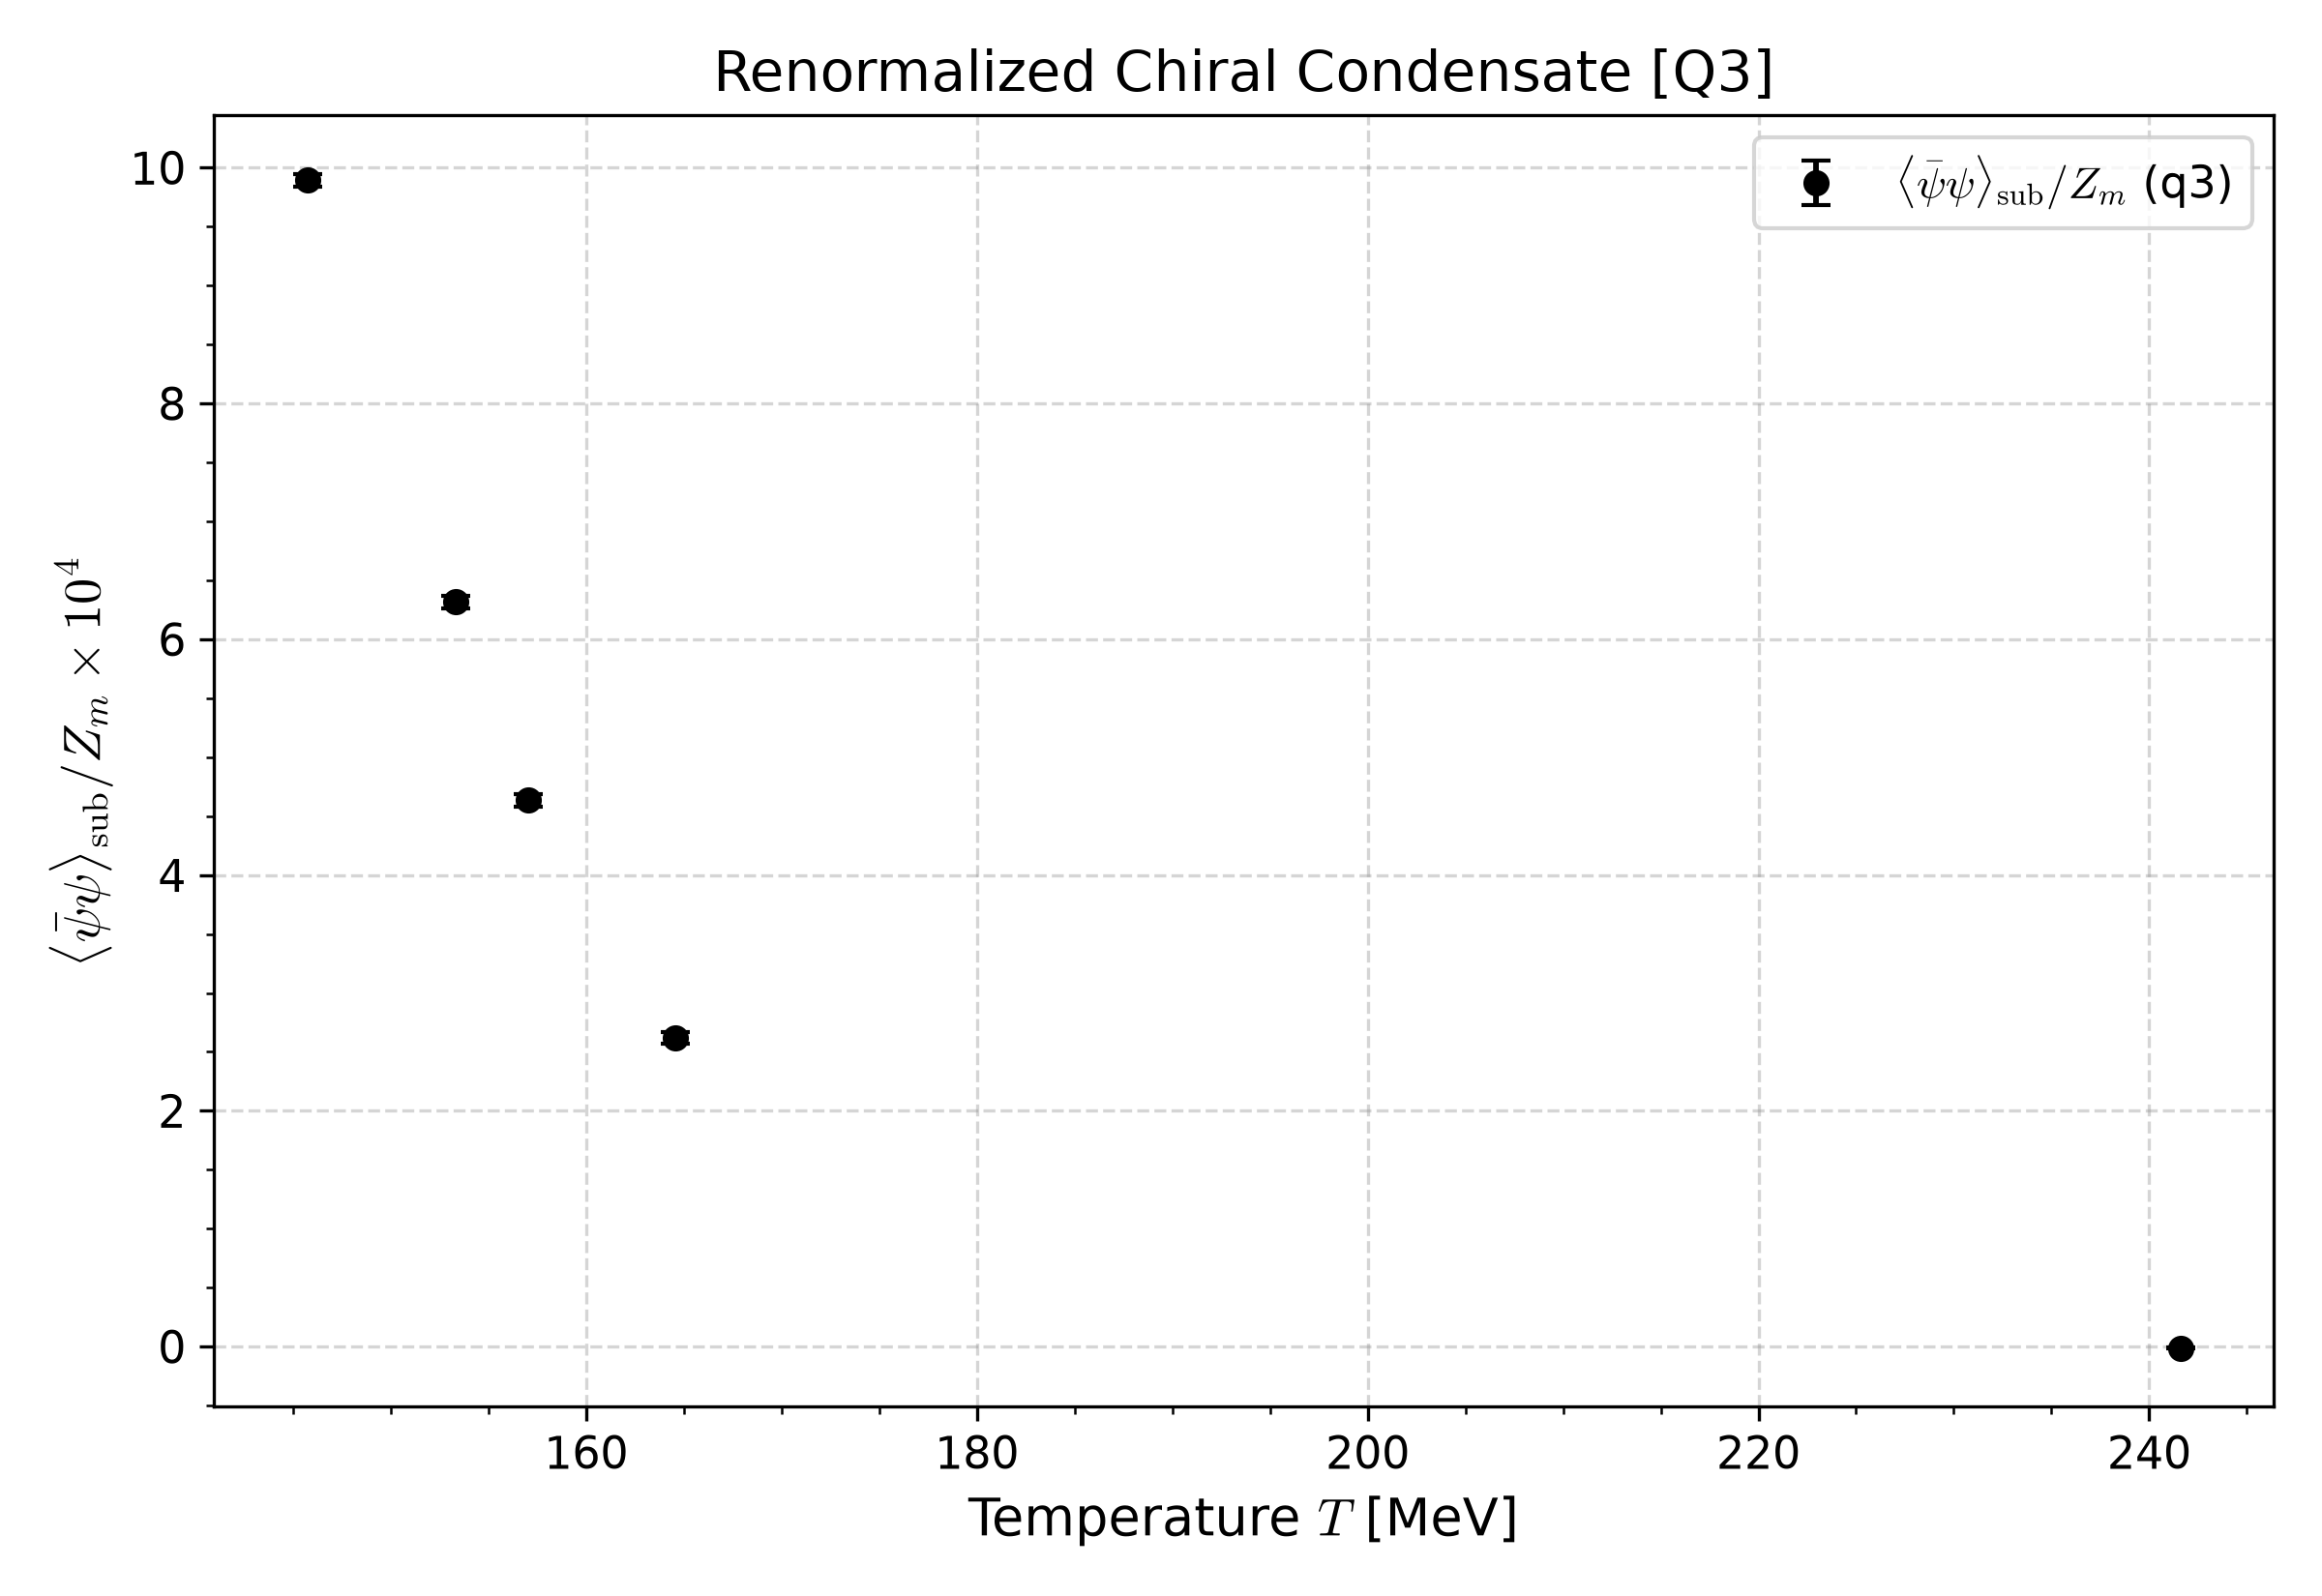 Renormalized Chiral Condensate [Q3]
⟨ψ̄ψ⟩sub/Zm (q3)
10
8
6
4
2
0
⟨ψ̄ψ⟩sub/Zm × 10⁴
160 180 200 220 240
Temperature T [MeV]